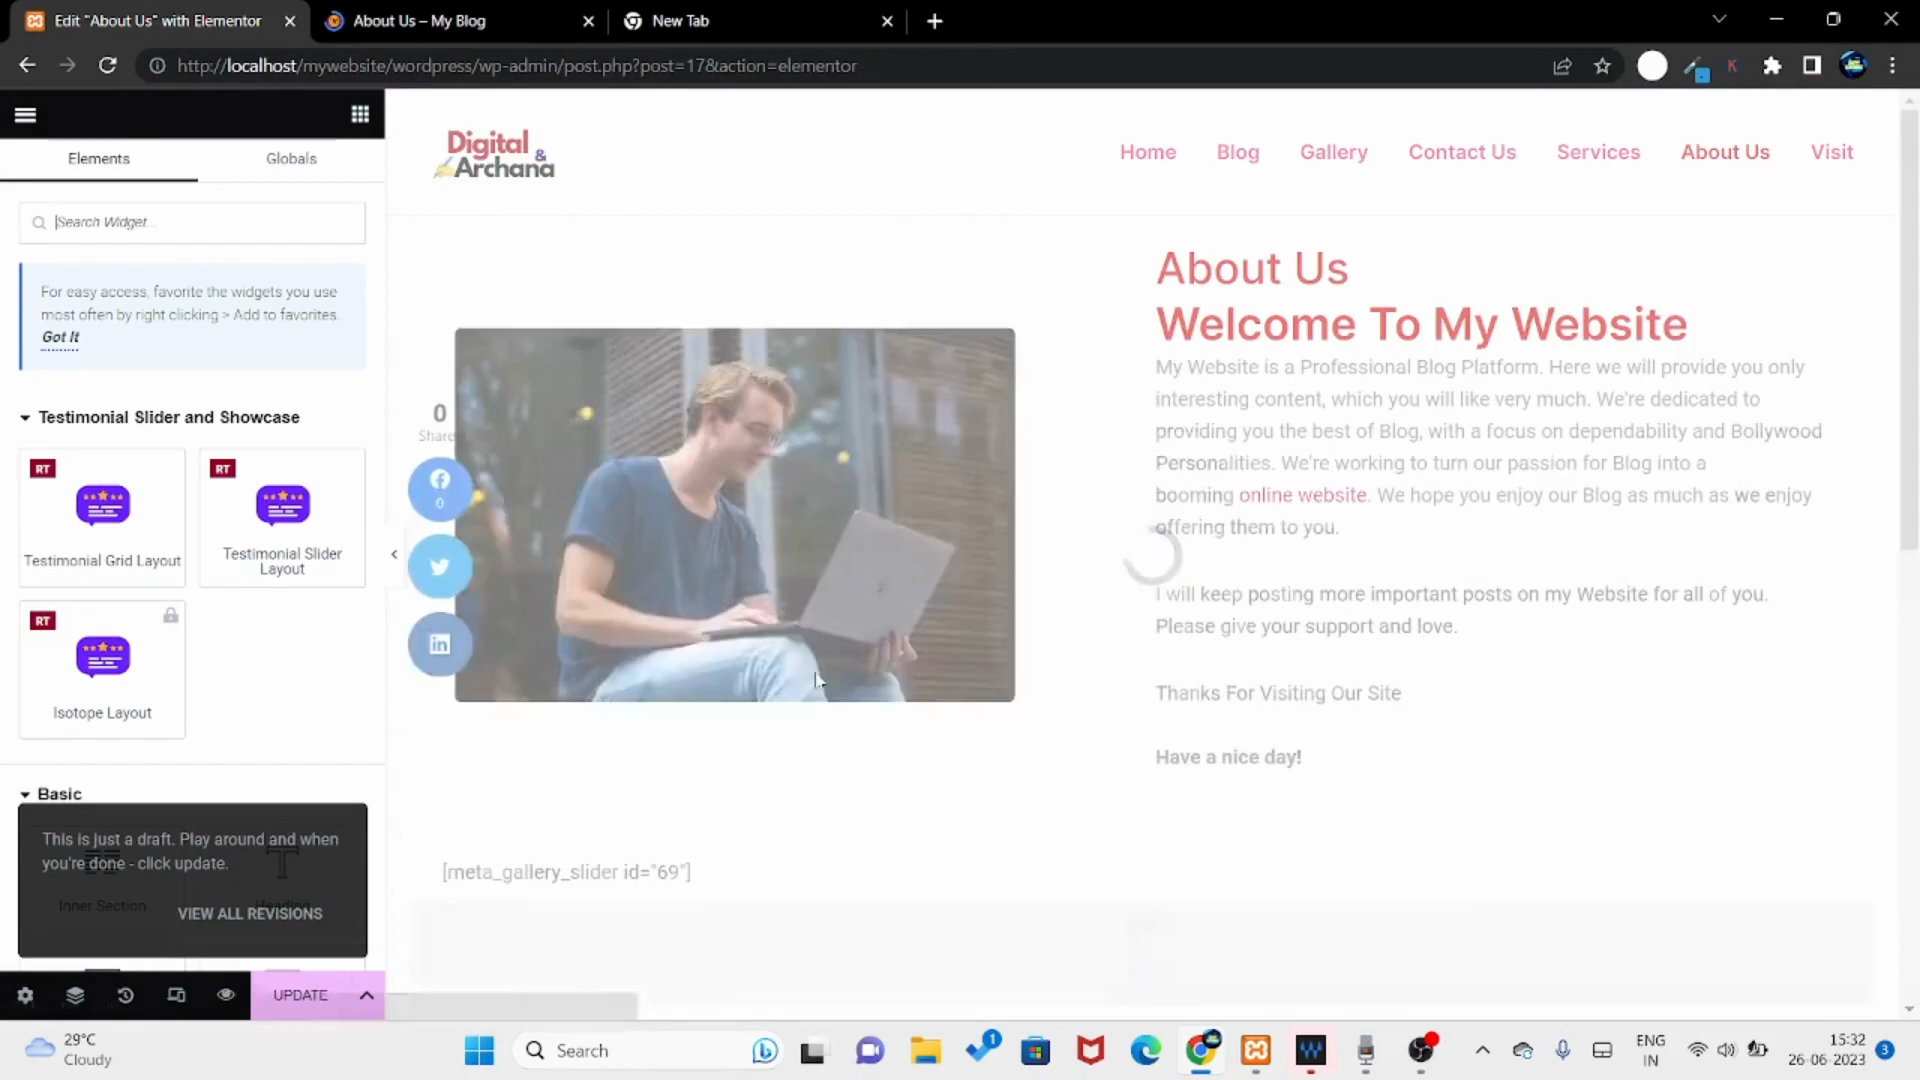 Edit "About Us" with Elementor
About Us – My Blog
New Tab
http://localhost/mywebsite/wordpress/wp-admin/post.php?post=17&action=elementor
K
Elements
Globals
Search Widget...
For easy access, favorite the widgets you use
most often by right clicking > Add to favorites.
Got It
Testimonial Slider and Showcase
RT
Testimonial Grid Layout
RT
Testimonial Slider
Layout
RT
Isotope Layout
Basic
This is just a draft. Play around and when
you're done - click update.
Inner Section
Heading
VIEW ALL REVISIONS
UPDATE
Digital &
Archana
Home
Blog
Gallery
Contact Us
Services
About Us
Visit
0
Share
0
in
About Us
Welcome To My Website
My Website is a Professional Blog Platform. Here we will provide you only
interesting content, which you will like very much. We're dedicated to
providing you the best of Blog, with a focus on dependability and Bollywood
Personalities. We're working to turn our passion for Blog into a
booming online website. We hope you enjoy our Blog as much as we enjoy
offering them to you.
I will keep posting more important posts on my Website for all of you.
Please give your support and love.
Thanks For Visiting Our Site
Have a nice day!
[meta_gallery_slider id="69"]
29°C
Cloudy
Search
1
ENG
IN
15:32
26-06-2023
3